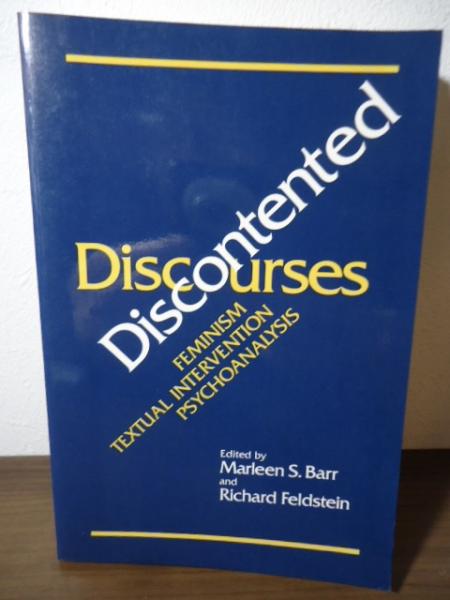 Discontented
Discourses
FEMINISM
TEXTUAL INTERVENTION
PSYCHOANALYSIS
Edited by
Marleen S. Barr
and
Richard Feldstein